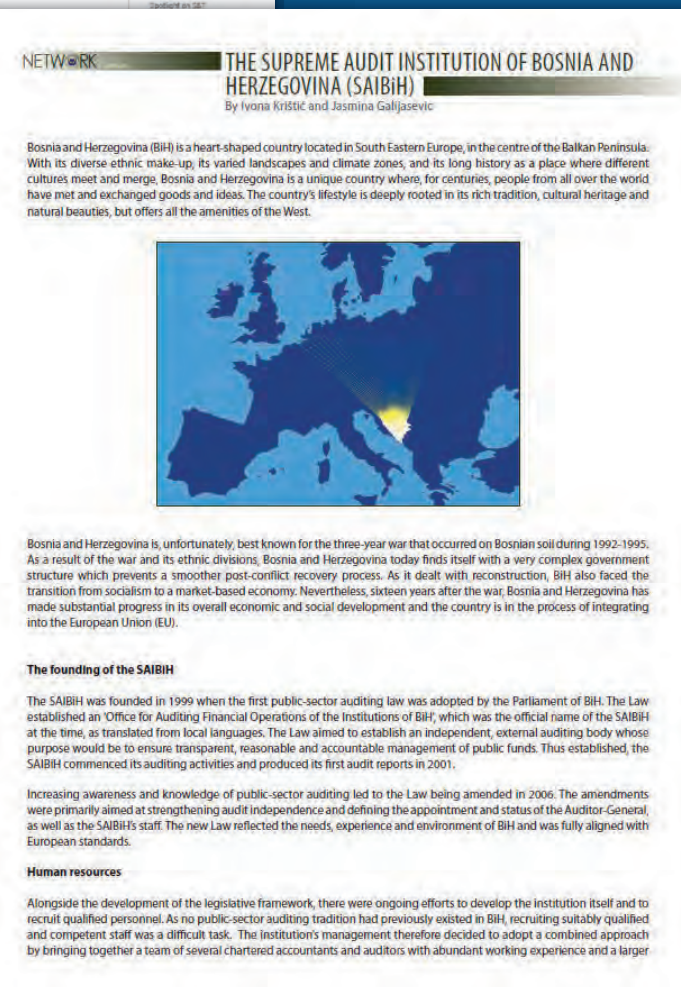 Spotlight on S&T
NETWORK
THE SUPREME AUDIT INSTITUTION OF BOSNIA AND
HERZEGOVINA (SAIBiH)
By Ivona Krištić and Jasmina Galijasevic
Bosnia and Herzegovina (BiH) is a heart-shaped country located in South Eastern Europe, in the centre of the Balkan Peninsula.
With its diverse ethnic make-up, its varied landscapes and climate zones, and its long history as a place where different
cultures meet and merge, Bosnia and Herzegovina is a unique country where, for centuries, people from all over the world
have met and exchanged goods and ideas. The country's lifestyle is deeply rooted in its rich tradition, cultural heritage and
natural beauties, but offers all the amenities of the West.
Bosnia and Herzegovina is, unfortunately, best known for the three-year war that occurred on Bosnian soil during 1992-1995.
As a result of the war and its ethnic divisions, Bosnia and Herzegovina today finds itself with a very complex government
structure which prevents a smoother post-conflict recovery process. As it dealt with reconstruction, BiH also faced the
transition from socialism to a market-based economy. Nevertheless, sixteen years after the war, Bosnia and Herzegovina has
made substantial progress in its overall economic and social development and the country is in the process of integrating
into the European Union (EU).
The founding of the SAIBiH
The SAIBiH was founded in 1999 when the first public-sector auditing law was adopted by the Parliament of BiH. The Law
established an 'Office for Auditing Financial Operations of the Institutions of BiH', which was the official name of the SAIBiH
at the time, as translated from local languages. The Law aimed to establish an independent, external auditing body whose
purpose would be to ensure transparent, reasonable and accountable management of public funds. Thus established, the
SAIBiH commenced its auditing activities and produced its first audit reports in 2001.
Increasing awareness and knowledge of public-sector auditing led to the Law being amended in 2006. The amendments
were primarily aimed at strengthening audit independence and defining the appointment and status of the Auditor-General,
as well as the SAIBiH's staff. The new Law reflected the needs, experience and environment of BiH and was fully aligned with
European standards.
Human resources
Alongside the development of the legislative framework, there were ongoing efforts to develop the institution itself and to
recruit qualified personnel. As no public-sector auditing tradition had previously existed in BiH, recruiting suitably qualified
and competent staff was a difficult task. The institution's management therefore decided to adopt a combined approach
by bringing together a team of several chartered accountants and auditors with abundant working experience and a larger